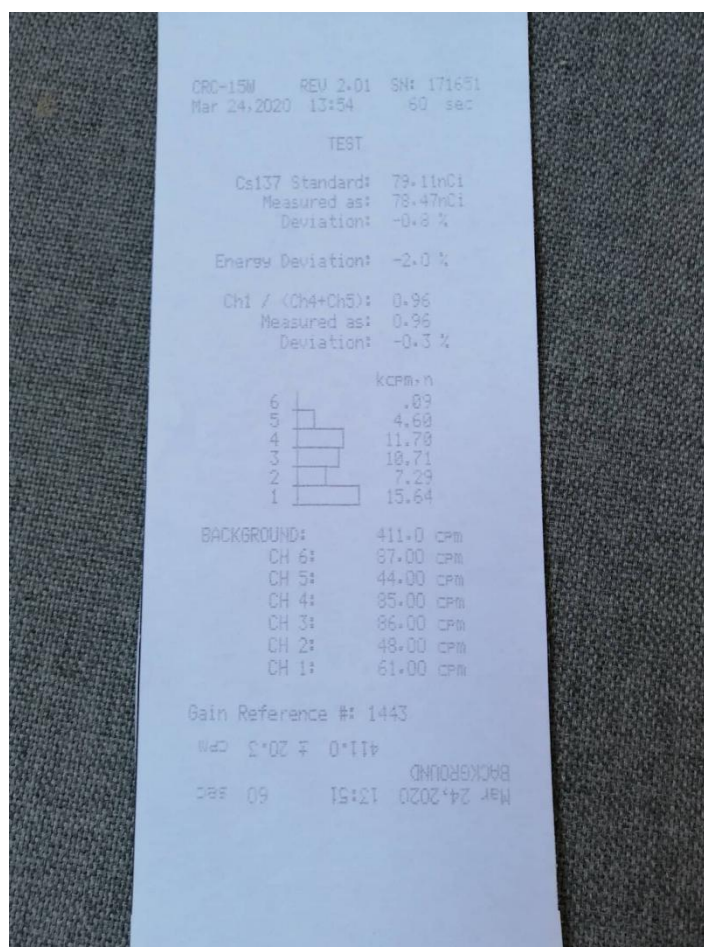 CRC-15W REV 2.01 SN: 171651
Mar 24,2020 13:54 60 sec
TEST
Cs137 Standard: 79.11nCi
Measured as: 78.47nCi
Deviation: -0.8 %
Energy Deviation: -2.0 %
Ch1 / (Ch4+Ch5): 0.96
Measured as: 0.96
Deviation: -0.3 %
kcpm,n
6 .09
5 4.60
4 11.70
3 10.71
2 7.29
1 15.64
BACKGROUND: 411.0 cpm
CH 6: 87.00 cpm
CH 5: 44.00 cpm
CH 4: 85.00 cpm
CH 3: 86.00 cpm
CH 2: 48.00 cpm
CH 1: 61.00 cpm
Gain Reference #: 1443
Mar 24,2020 13:51 60 sec
BACKGROUND
411.0 ± 20.3 cpm